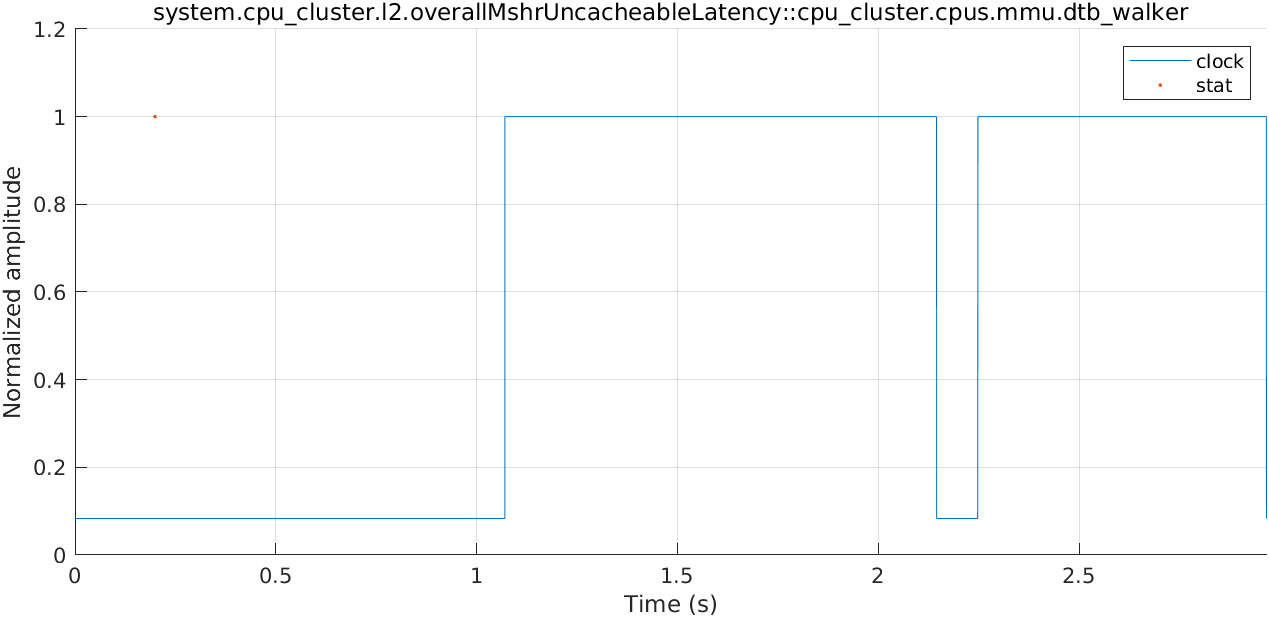 system.cpu_cluster.l2.overallMshrUncacheableLatency::cpu_cluster.cpus.mmu.dtb_walker
1.2
clock
stat
1
0.8
0.6
0.4
0.2
0
Normalized amplitude
0 0.5 1 1.5 2 2.5
Time (s)